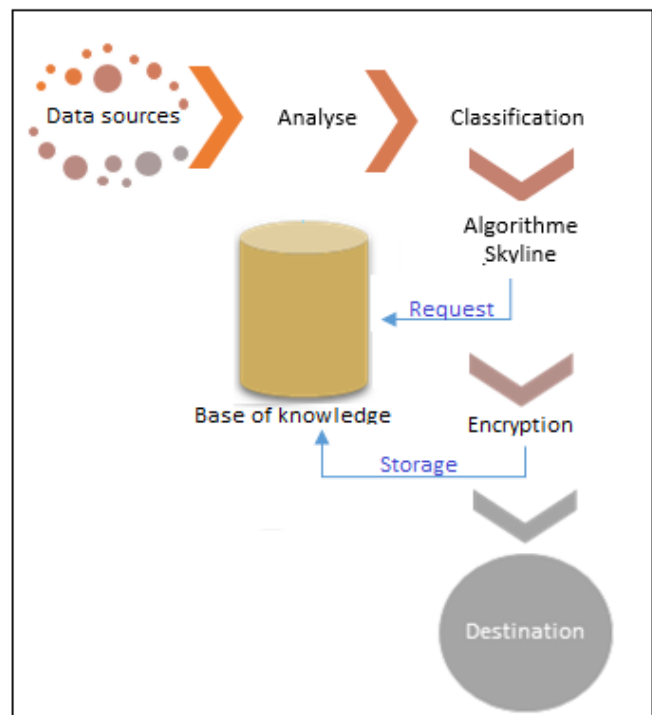 Data sources
Analyse
Classification
Algorithme
Skyline
Request
Base of knowledge
Encryption
Storage
Destination